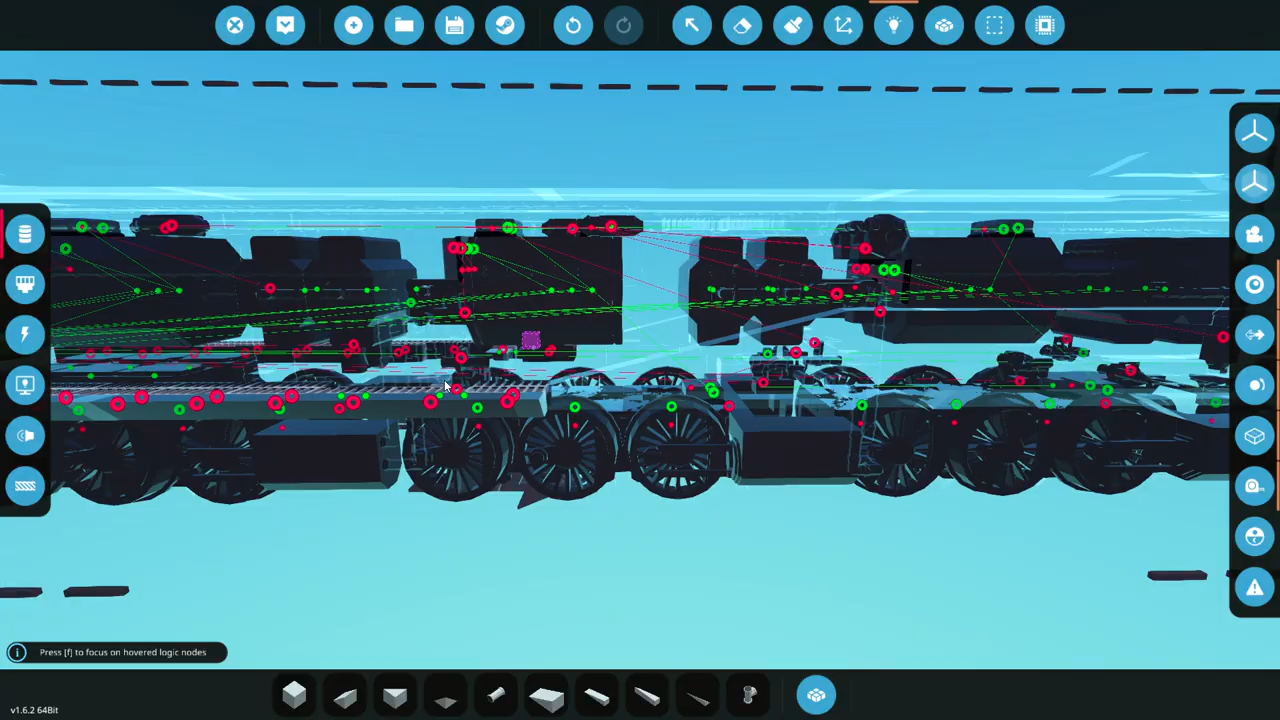 Press [f] to focus on hovered logic nodes
v1.6.2 64Bit